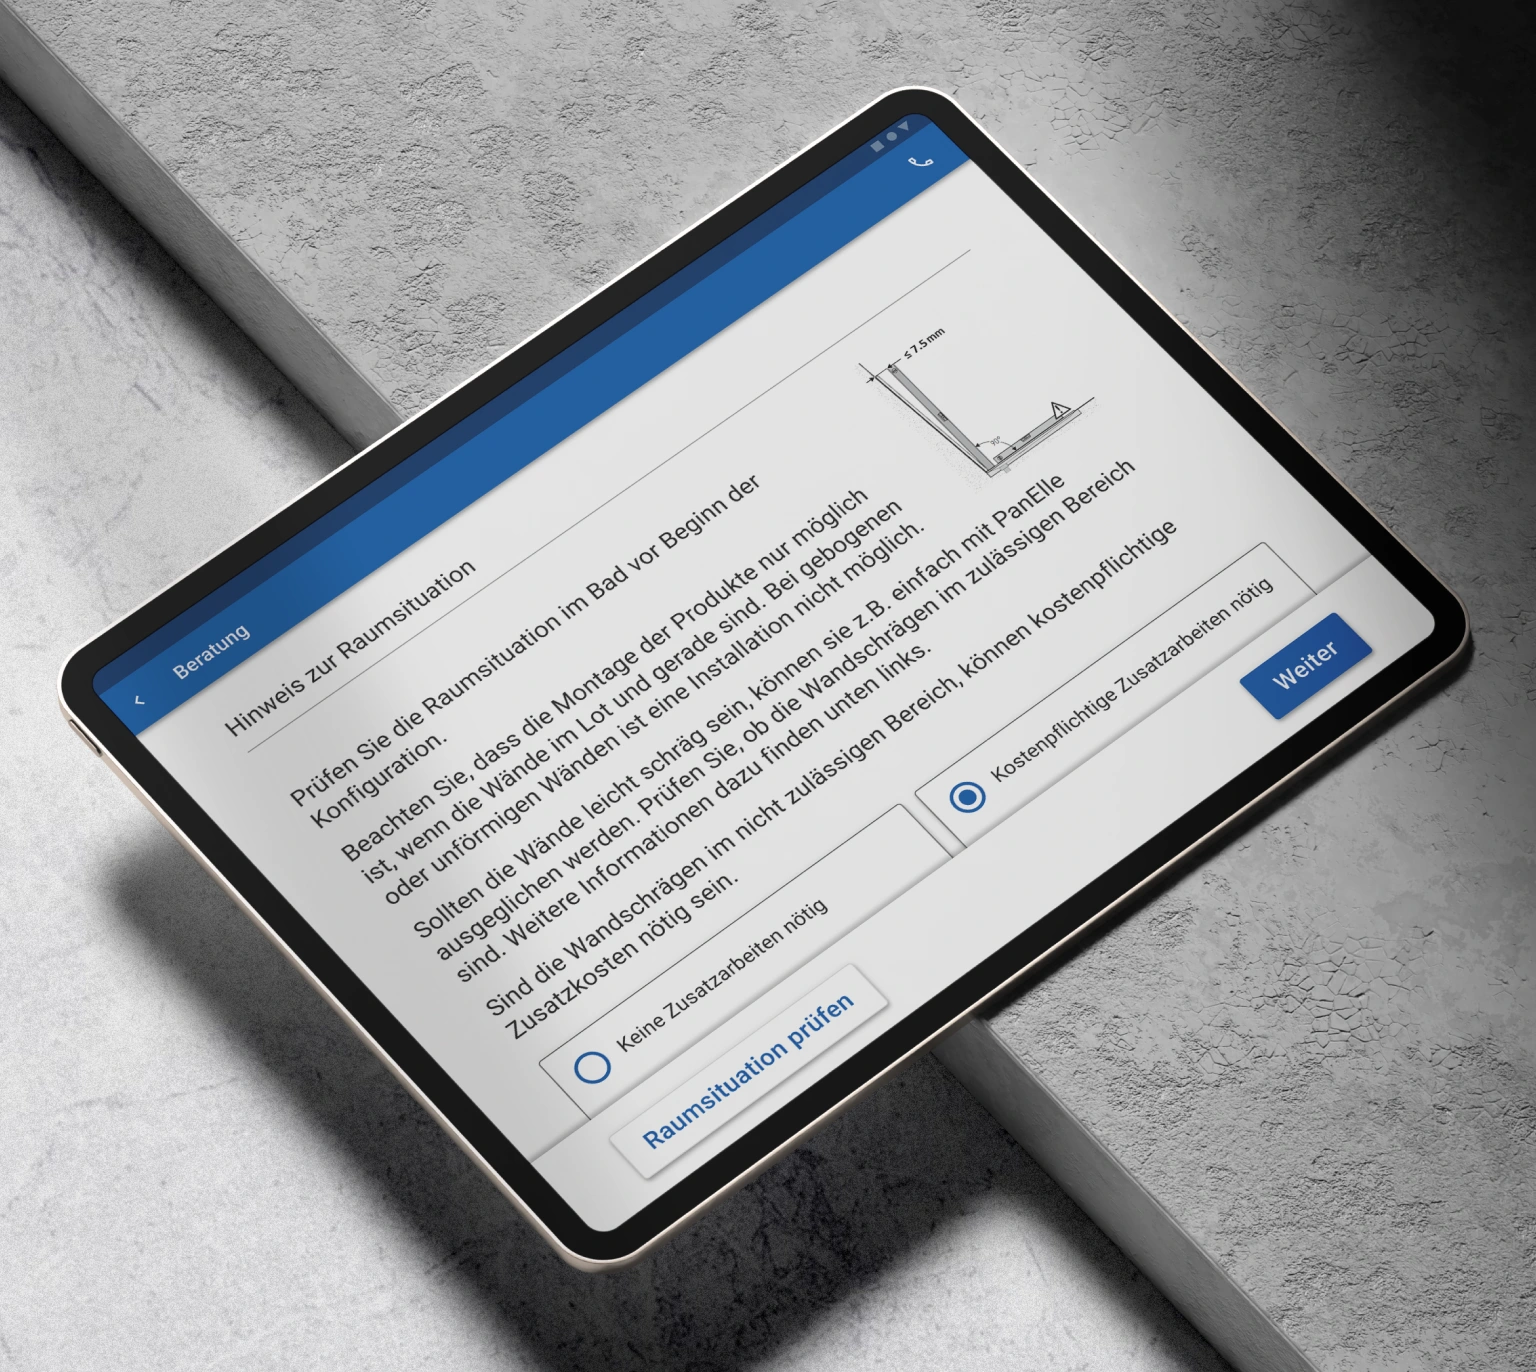 Beratung
Hinweis zur Raumsituation
Prüfen Sie die Raumsituation im Bad vor Beginn der
Konfiguration.
Beachten Sie, dass die Montage der Produkte nur möglich
ist, wenn die Wände im Lot und gerade sind. Bei gebogenen
oder unförmigen Wänden ist eine Installation nicht möglich.
Sollten die Wände leicht schräg sein, können sie z.B. einfach mit PanElle
ausgeglichen werden. Prüfen Sie, ob die Wandschrägen im zulässigen Bereich
sind. Weitere Informationen dazu finden unten links.
Sind die Wandschrägen im nicht zulässigen Bereich, können kostenpflichtige
Zusatzkosten nötig sein.
≤ 7.5 mm
90°
Keine Zusatzarbeiten nötig
Kostenpflichtige Zusatzarbeiten nötig
Raumsituation prüfen
Weiter